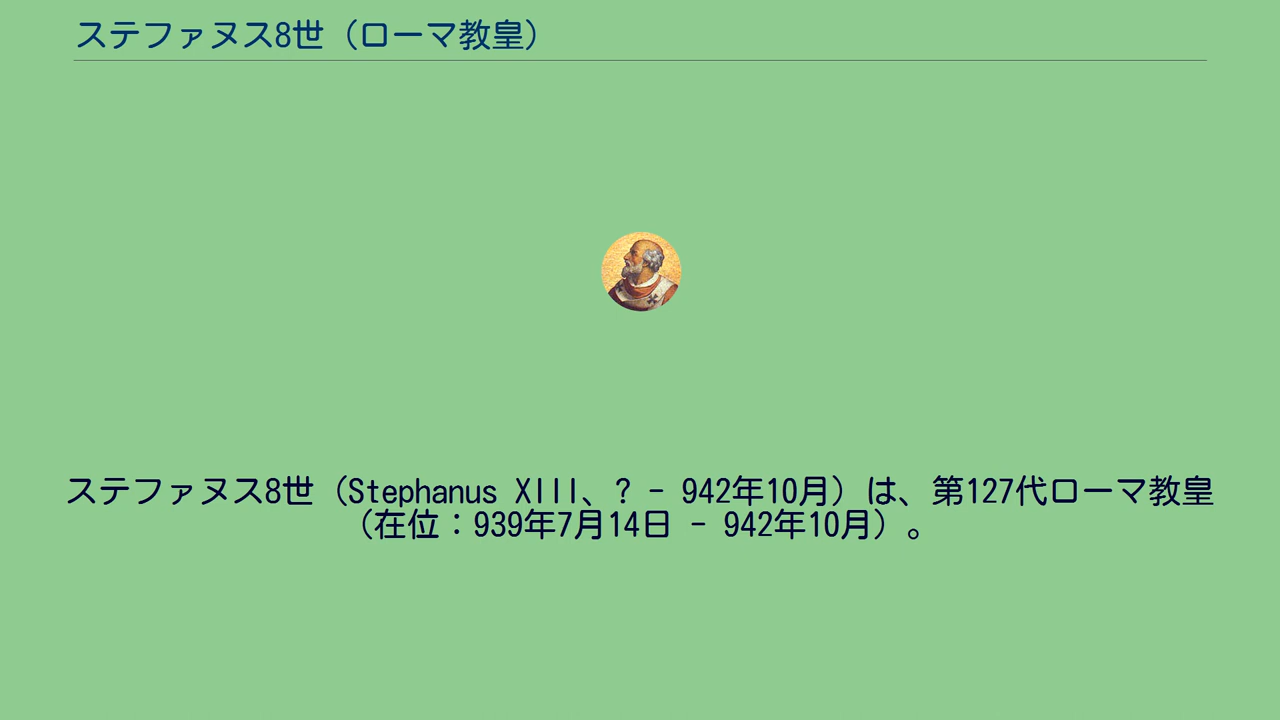 ステファヌス8世（ローマ教皇）
ステファヌス8世（Stephanus XIII、? - 942年10月）は、第127代ローマ教皇
（在位：939年7月14日 - 942年10月）。